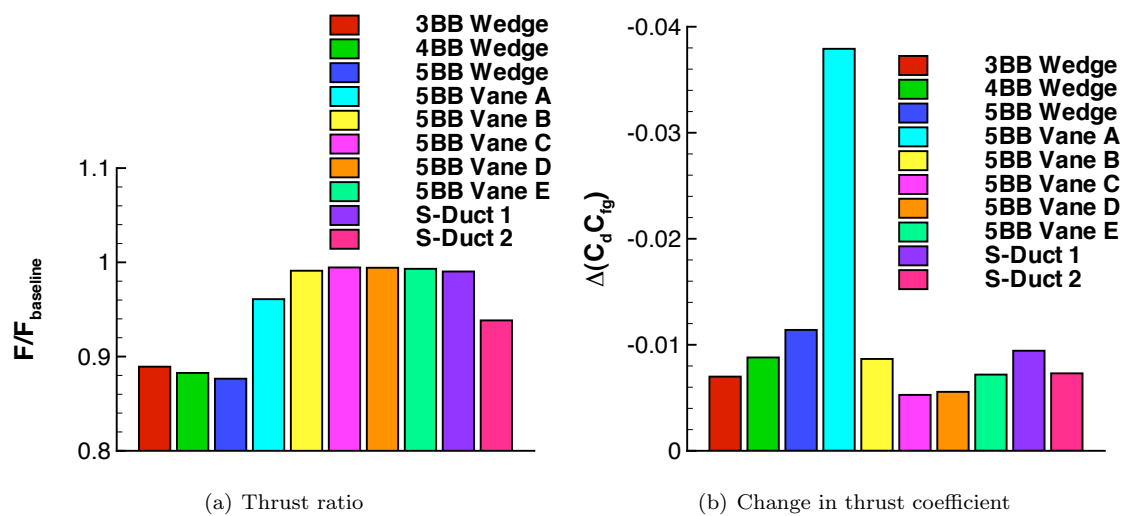 3BB Wedge
4BB Wedge
5BB Wedge
5BB Vane A
5BB Vane B
5BB Vane C
5BB Vane D
5BB Vane E
S-Duct 1
S-Duct 2
1.1
1
0.9
0.8
F/F_baseline
(a) Thrust ratio
-0.04
-0.03
-0.02
-0.01
0
Δ(C_dC_fg)
3BB Wedge
4BB Wedge
5BB Wedge
5BB Vane A
5BB Vane B
5BB Vane C
5BB Vane D
5BB Vane E
S-Duct 1
S-Duct 2
(b) Change in thrust coefficient